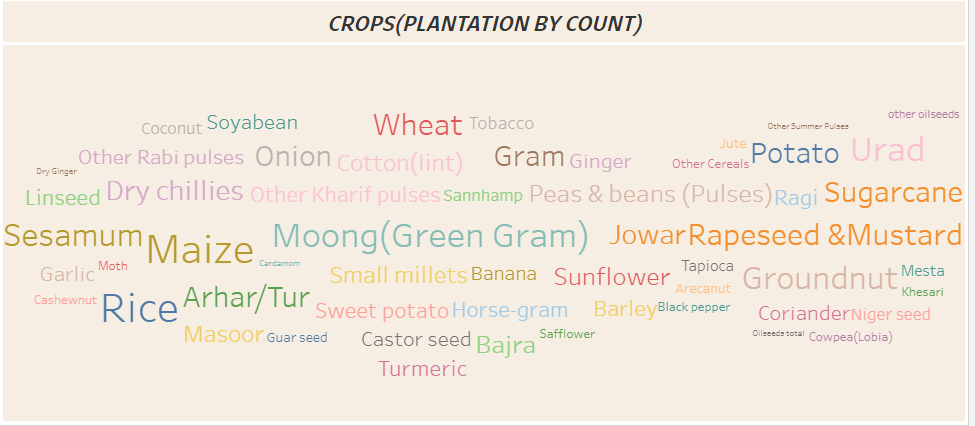 CROPS(PLANTATION BY COUNT)
other oilseeds
Coconut Soyabean Wheat Tobacco Other Summer Pulses
Other Rabi pulses Onion Cotton(lint) Gram Ginger Other Cereals Jute Potato Urad
Dry Ginger
Linseed Dry chillies Other Kharif pulses Sannhamp Peas & beans (Pulses) Ragi Sugarcane
Sesamum Maize Moong(Green Gram) Jowar Rapeseed &Mustard
Garlic Moth Cardamom Small millets Banana Sunflower Tapioca Groundnut Mesta
Cashewnut Rice Arhar/Tur Arecanut Khesari
Sweet potato Horse-gram Barley Black pepper Coriander Niger seed
Masoor Guar seed Castor seed Bajra Safflower Oilseeds total Cowpea(Lobia)
Turmeric